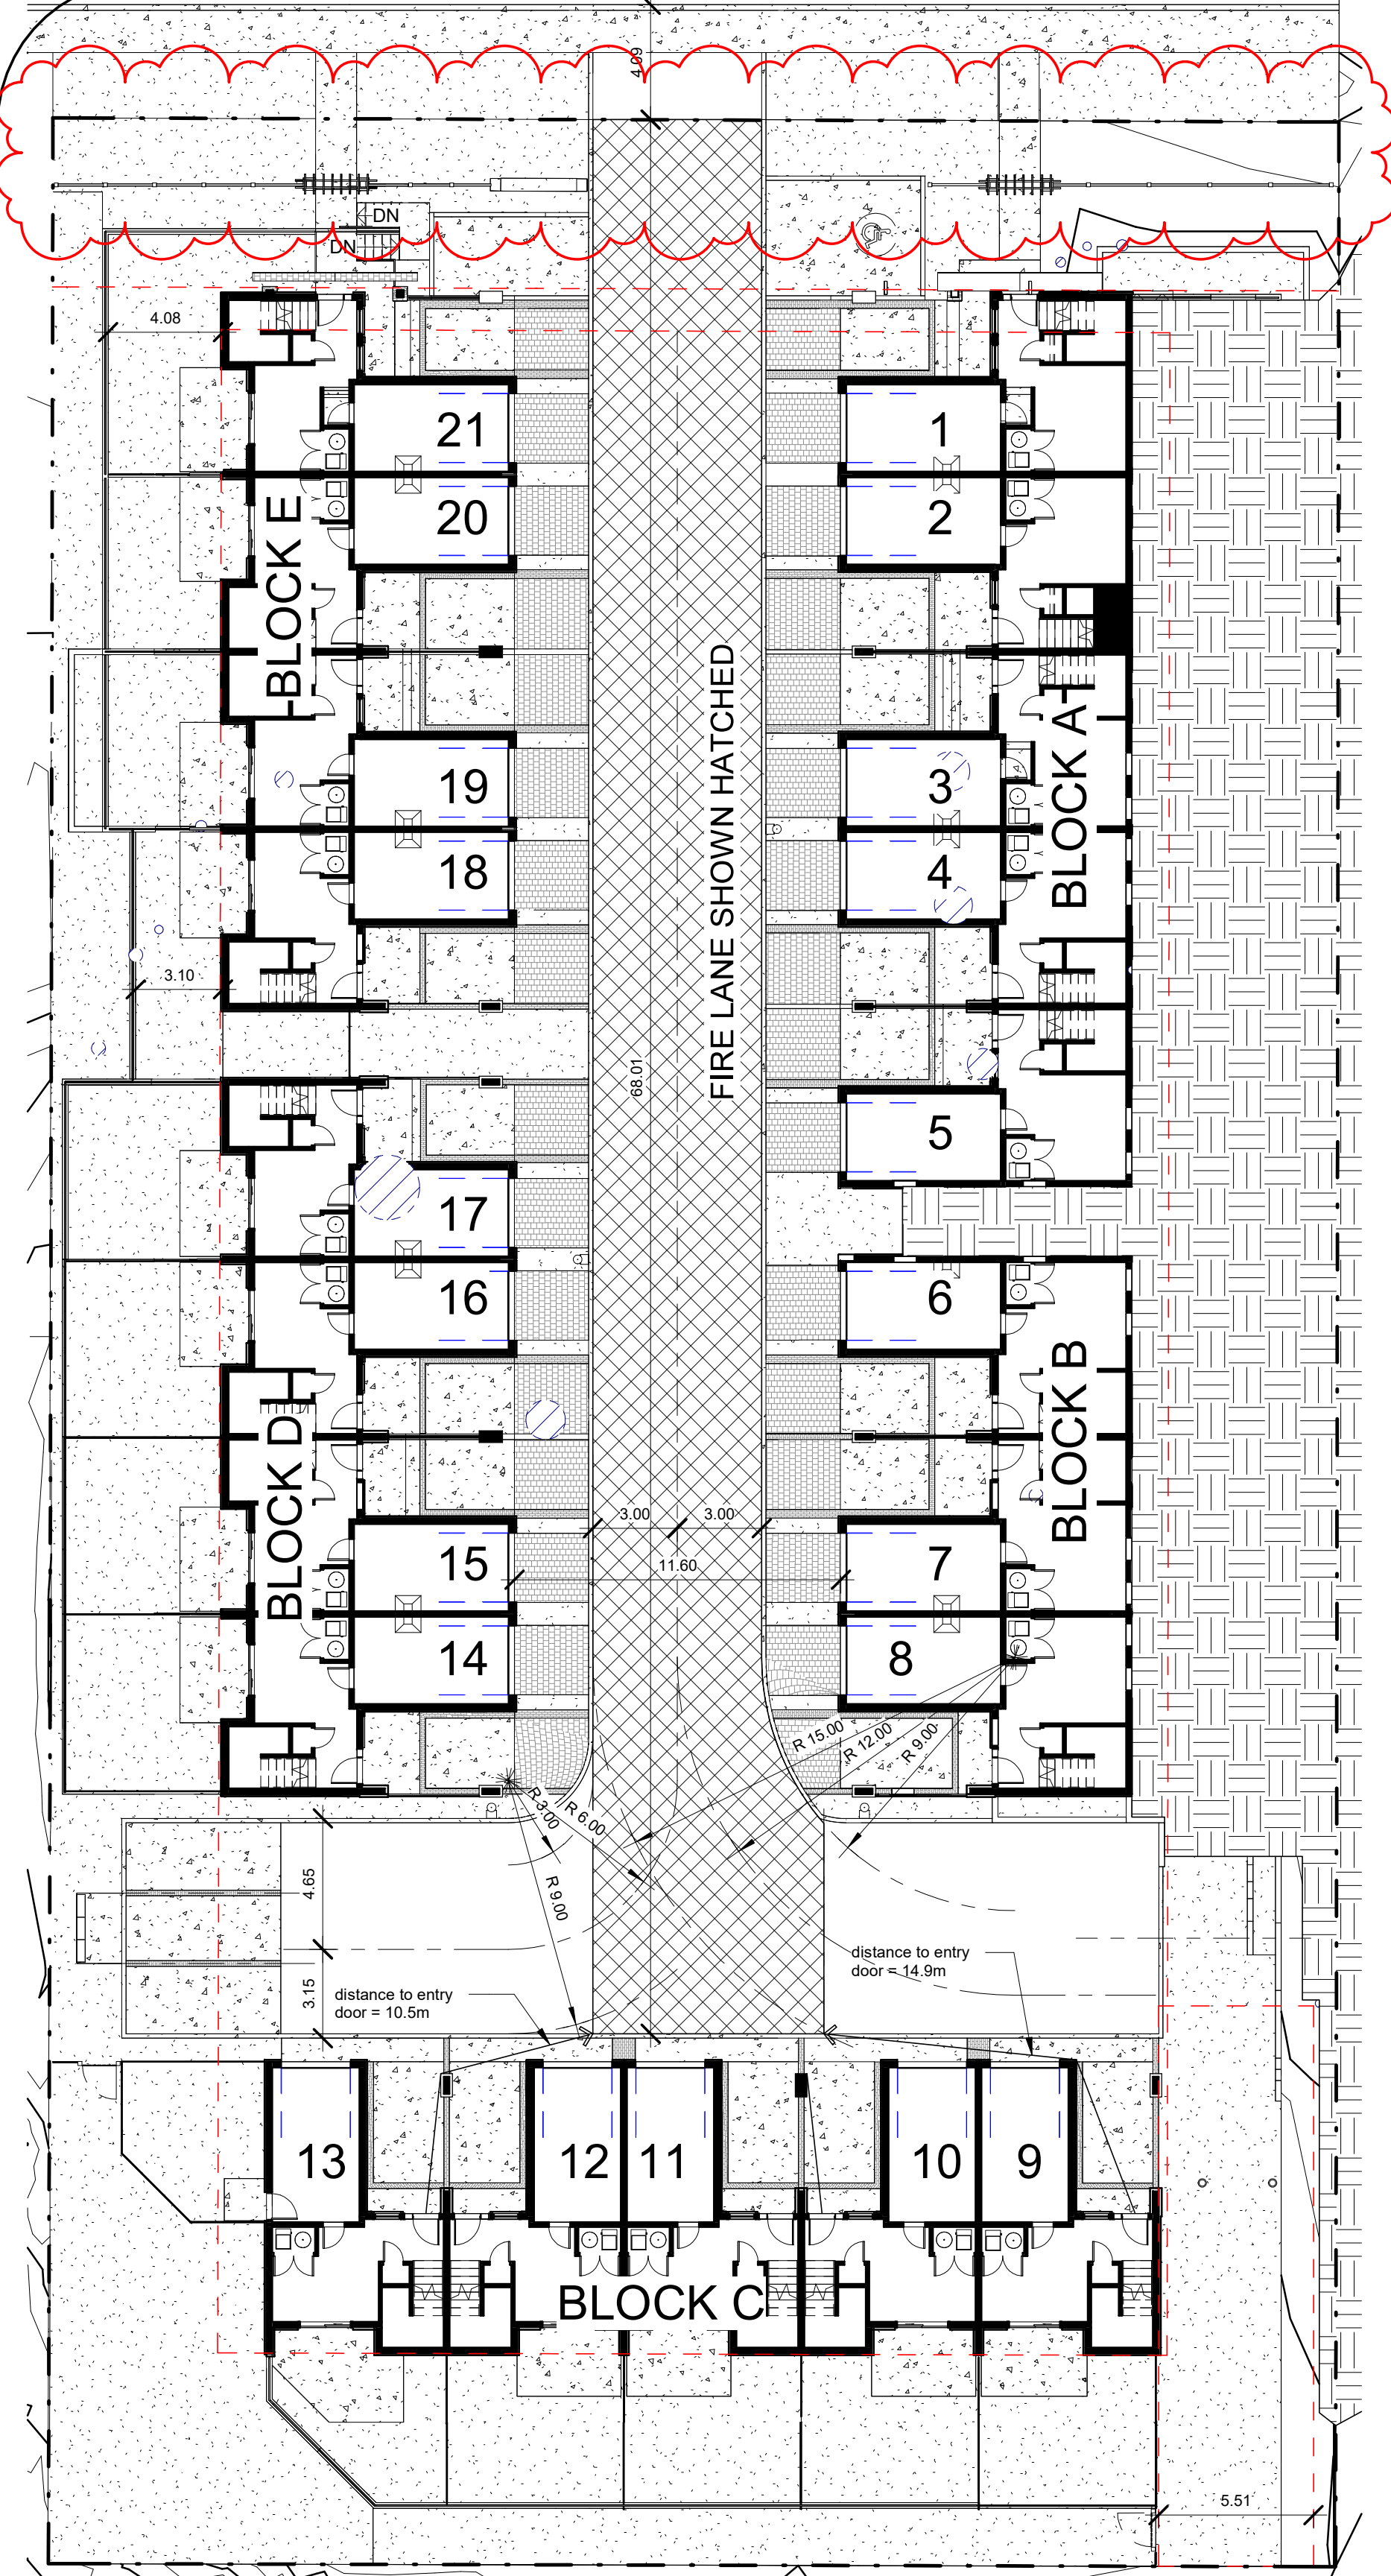 4.09
DN
DN
4.08
21
1
20
2
BLOCK E
FIRE LANE SHOWN HATCHED
BLOCK A
19
3
18
4
3.10
68.01
5
17
16
6
BLOCK D
BLOCK B
3.00
3.00
15
11.60
7
14
8
R 15.00
R 12.00
R 9.00
R 3.00
R 6.00
4.65
R 9.00
distance to entry
door = 14.9m
3.15
distance to entry
door = 10.5m
13
12
11
10
9
BLOCK C
5.51